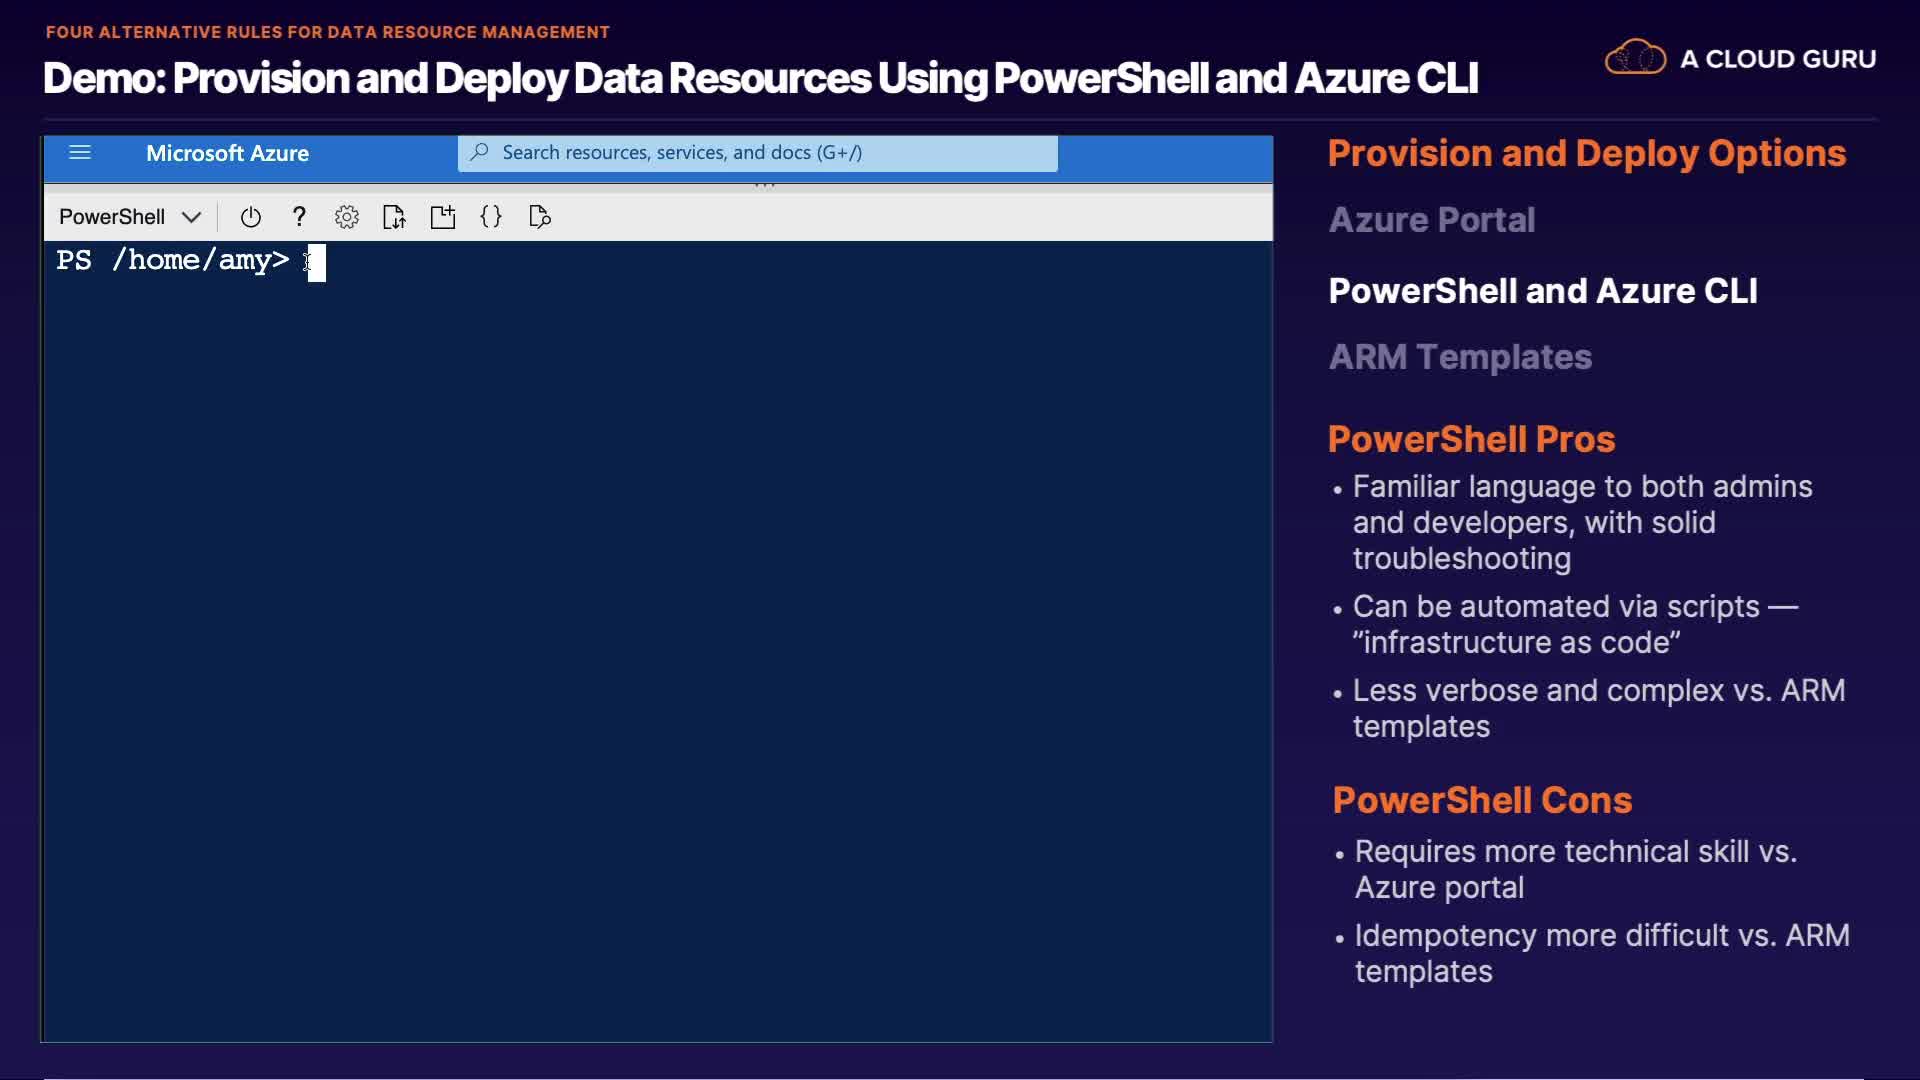 FOUR ALTERNATIVE RULES FOR DATA RESOURCE MANAGEMENT
Demo: Provision and Deploy Data Resources Using PowerShell and Azure CLI
A CLOUD GURU
Microsoft Azure
Search resources, services, and docs (G+/)
PowerShell
PS /home/amy>
Provision and Deploy Options
Azure Portal
PowerShell and Azure CLI
ARM Templates
PowerShell Pros
• Familiar language to both admins
and developers, with solid
troubleshooting
• Can be automated via scripts —
”infrastructure as code”
• Less verbose and complex vs. ARM
templates
PowerShell Cons
• Requires more technical skill vs.
Azure portal
• Idempotency more difficult vs. ARM
templates